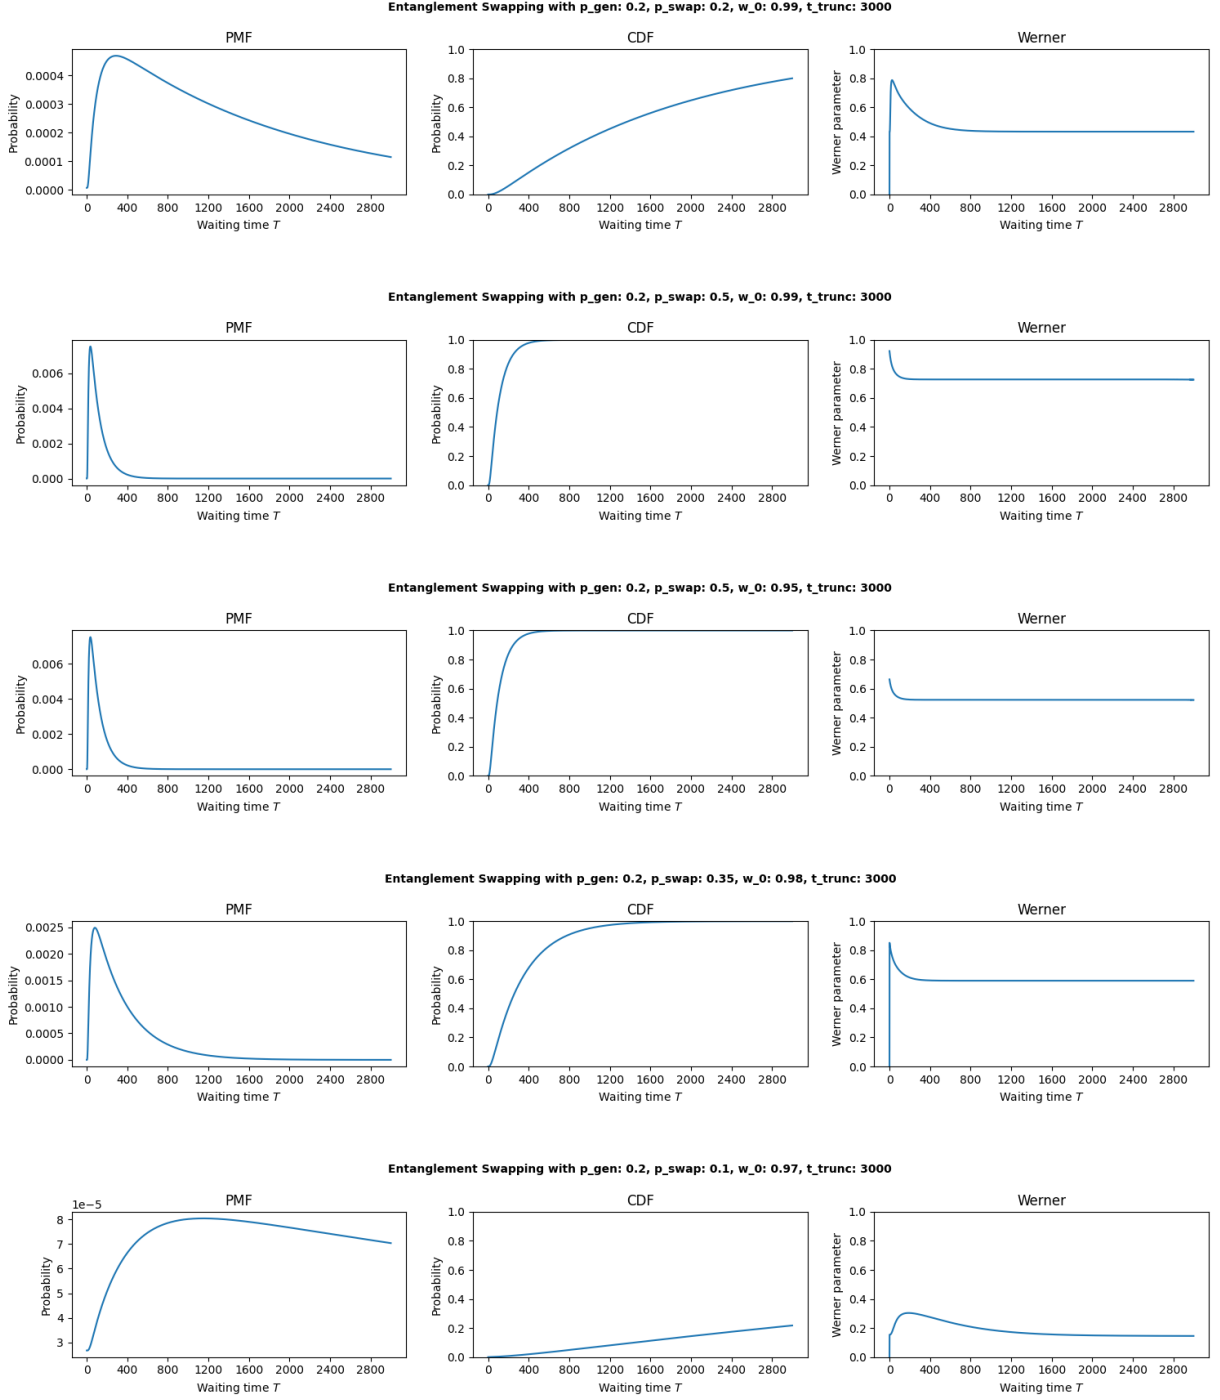 Entanglement Swapping with p_gen: 0.2, p_swap: 0.2, w_0: 0.99, t_trunc: 3000
PMF
0.0004
0.0003
0.0002
0.0001
0.0000
Probability
0 400 800 1200 1600 2000 2400 2800
Waiting time T
CDF
1.0
0.8
0.6
0.4
0.2
0.0
Probability
0 400 800 1200 1600 2000 2400 2800
Waiting time T
Werner
1.0
0.8
0.6
0.4
0.2
0.0
Werner parameter
0 400 800 1200 1600 2000 2400 2800
Waiting time T
Entanglement Swapping with p_gen: 0.2, p_swap: 0.5, w_0: 0.99, t_trunc: 3000
PMF
0.006
0.004
0.002
0.000
Probability
0 400 800 1200 1600 2000 2400 2800
Waiting time T
CDF
1.0
0.8
0.6
0.4
0.2
0.0
Probability
0 400 800 1200 1600 2000 2400 2800
Waiting time T
Werner
1.0
0.8
0.6
0.4
0.2
0.0
Werner parameter
0 400 800 1200 1600 2000 2400 2800
Waiting time T
Entanglement Swapping with p_gen: 0.2, p_swap: 0.5, w_0: 0.95, t_trunc: 3000
PMF
0.006
0.004
0.002
0.000
Probability
0 400 800 1200 1600 2000 2400 2800
Waiting time T
CDF
1.0
0.8
0.6
0.4
0.2
0.0
Probability
0 400 800 1200 1600 2000 2400 2800
Waiting time T
Werner
1.0
0.8
0.6
0.4
0.2
0.0
Werner parameter
0 400 800 1200 1600 2000 2400 2800
Waiting time T
Entanglement Swapping with p_gen: 0.2, p_swap: 0.35, w_0: 0.98, t_trunc: 3000
PMF
0.0025
0.0020
0.0015
0.0010
0.0005
0.0000
Probability
0 400 800 1200 1600 2000 2400 2800
Waiting time T
CDF
1.0
0.8
0.6
0.4
0.2
0.0
Probability
0 400 800 1200 1600 2000 2400 2800
Waiting time T
Werner
1.0
0.8
0.6
0.4
0.2
0.0
Werner parameter
0 400 800 1200 1600 2000 2400 2800
Waiting time T
Entanglement Swapping with p_gen: 0.2, p_swap: 0.1, w_0: 0.97, t_trunc: 3000
PMF
1e−5
8
7
6
5
4
3
Probability
0 400 800 1200 1600 2000 2400 2800
Waiting time T
CDF
1.0
0.8
0.6
0.4
0.2
0.0
Probability
0 400 800 1200 1600 2000 2400 2800
Waiting time T
Werner
1.0
0.8
0.6
0.4
0.2
0.0
Werner parameter
0 400 800 1200 1600 2000 2400 2800
Waiting time T